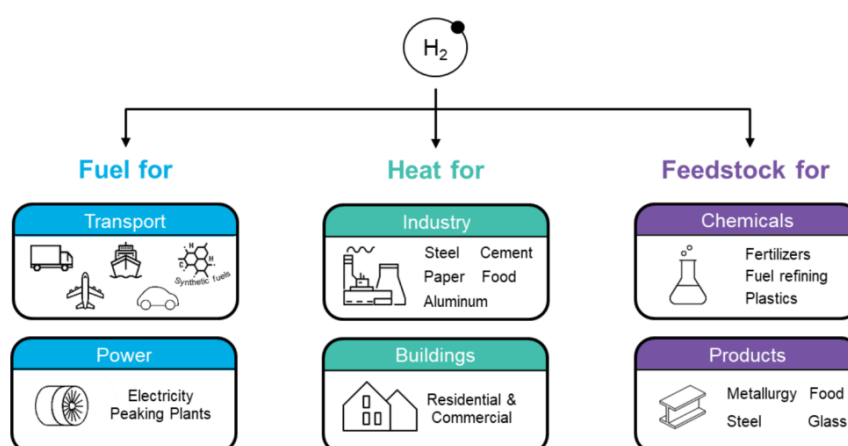 H2
Fuel for
Heat for
Feedstock for
Transport
C H H
Synthetic fuels
Industry
Steel Cement
Paper Food
Aluminum
Chemicals
Fertilizers
Fuel refining
Plastics
Power
Electricity
Peaking Plants
Buildings
Residential &
Commercial
Products
Metallurgy Food
Steel Glass